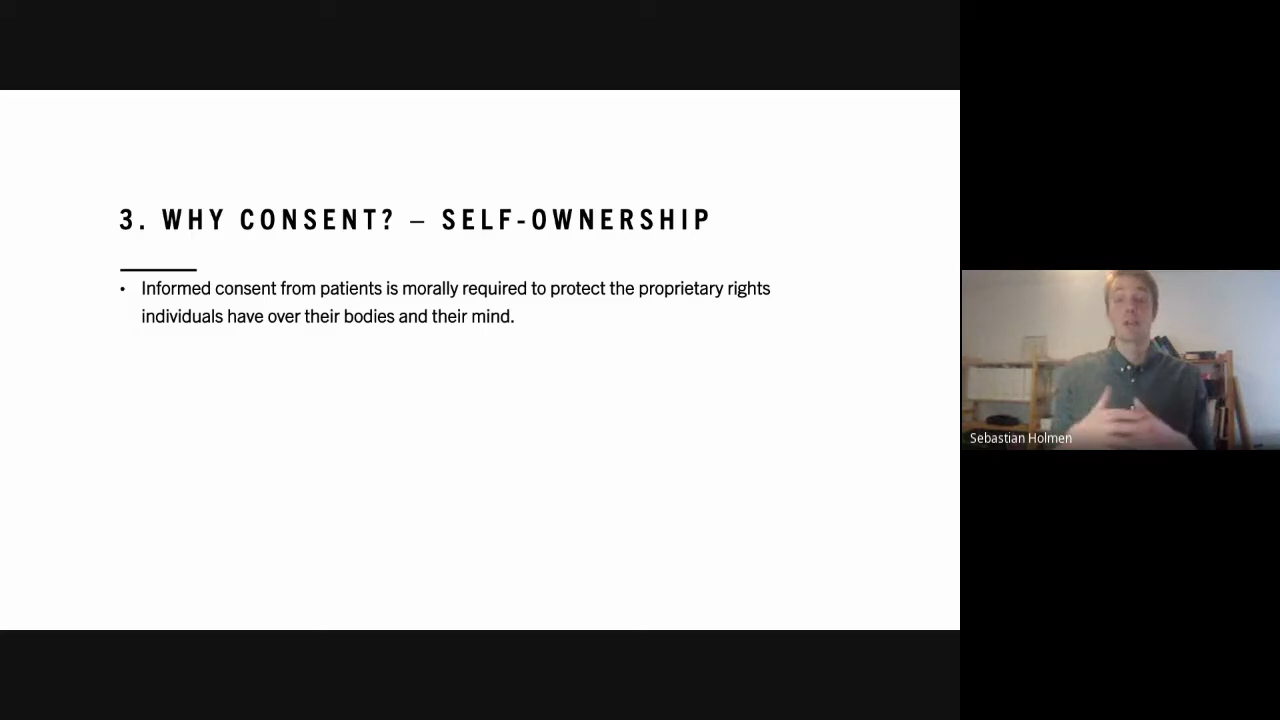 3. WHY CONSENT? – SELF-OWNERSHIP
• Informed consent from patients is morally required to protect the proprietary rights
individuals have over their bodies and their mind.
Sebastian Holmen